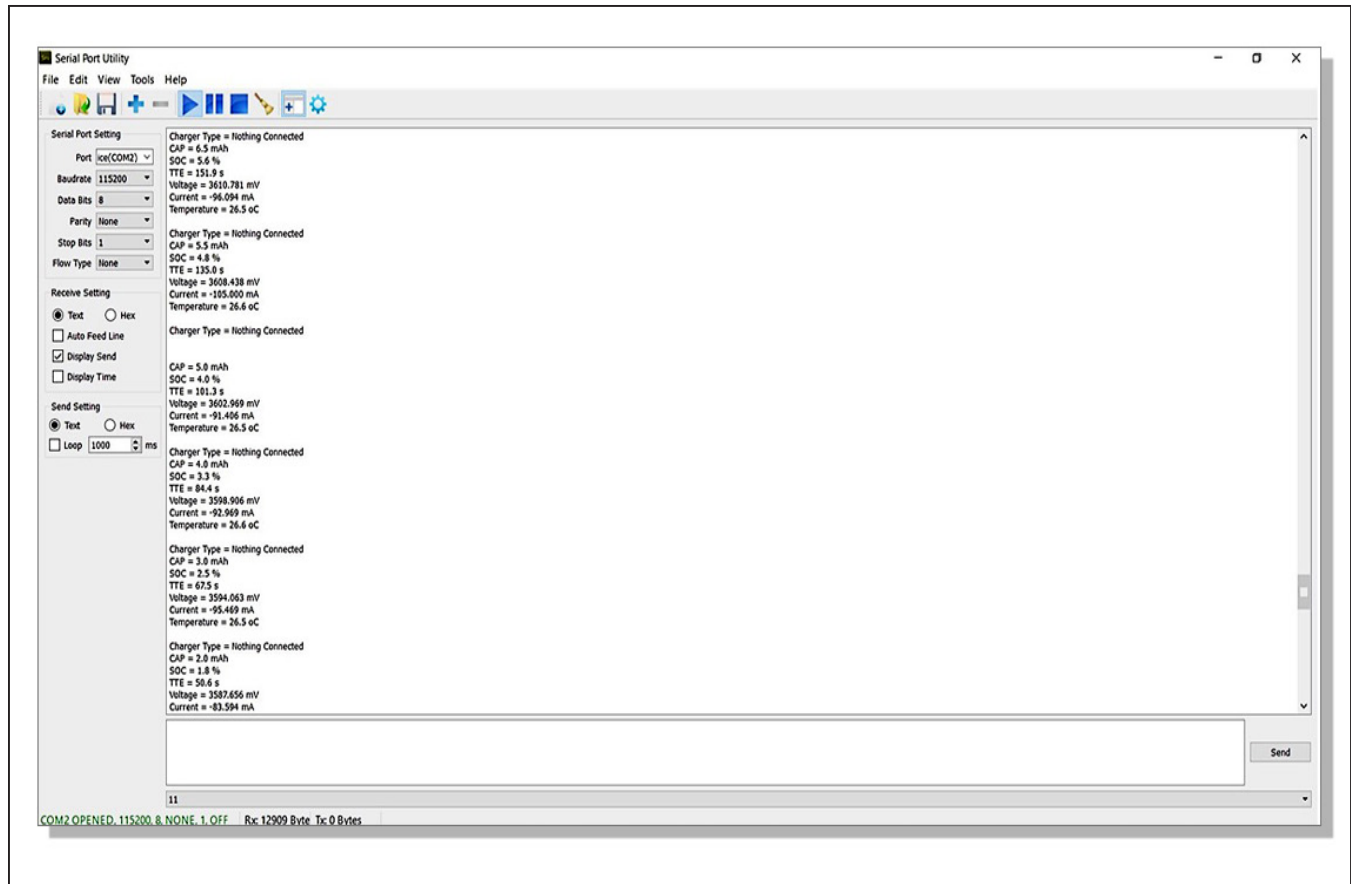 Serial Port Utility
File Edit View Tools Help
Serial Port Setting
Port ice(COM2)
Baudrate 115200
Data Bits 8
Parity None
Stop Bits 1
Flow Type None
Receive Setting
Text Hex
Auto Feed Line
Display Send
Display Time
Send Setting
Text Hex
Loop 1000 ms
Charger Type = Nothing Connected
CAP = 6.5 mAh
SOC = 5.6 %
TTE = 151.9 s
Voltage = 3610.781 mV
Current = -96.094 mA
Temperature = 26.5 oC
Charger Type = Nothing Connected
CAP = 5.5 mAh
SOC = 4.8 %
TTE = 135.0 s
Voltage = 3608.438 mV
Current = -105.000 mA
Temperature = 26.6 oC
Charger Type = Nothing Connected
CAP = 5.0 mAh
SOC = 4.0 %
TTE = 101.3 s
Voltage = 3602.969 mV
Current = -91.406 mA
Temperature = 26.5 oC
Charger Type = Nothing Connected
CAP = 4.0 mAh
SOC = 3.3 %
TTE = 84.4 s
Voltage = 3598.906 mV
Current = -92.969 mA
Temperature = 26.6 oC
Charger Type = Nothing Connected
CAP = 3.0 mAh
SOC = 2.5 %
TTE = 67.5 s
Voltage = 3594.063 mV
Current = -95.469 mA
Temperature = 26.5 oC
Charger Type = Nothing Connected
CAP = 2.0 mAh
SOC = 1.8 %
TTE = 50.6 s
Voltage = 3587.656 mV
Current = -83.594 mA
Send
11
COM2 OPENED, 115200, 8, NONE, 1, OFF Rx: 12909 Byte Tx: 0 Bytes